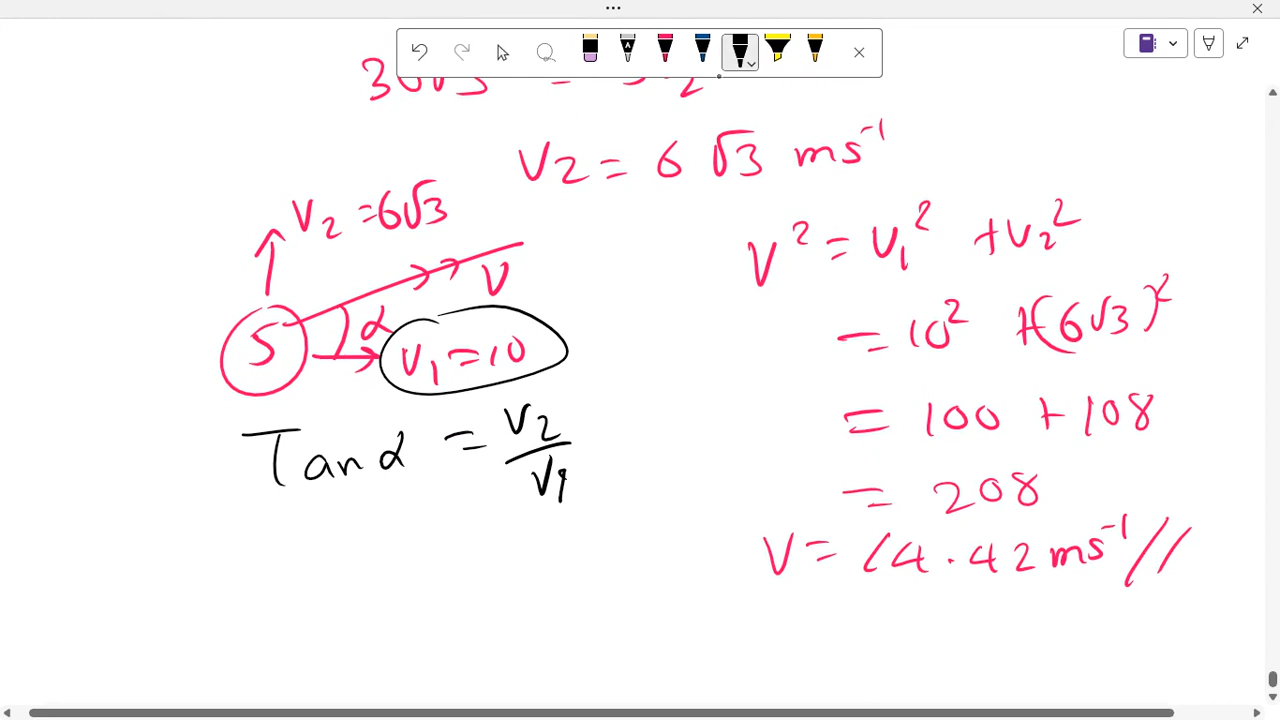 V2 = 6 √3 ms⁻¹
V₂ = 6√3
V
S
α
V₁ = 10
Tan α = V₂/V₁
V² = V₁² + V₂²
= 10² + (6√3)²
= 100 + 108
= 208
V = 14.42 ms⁻¹ //